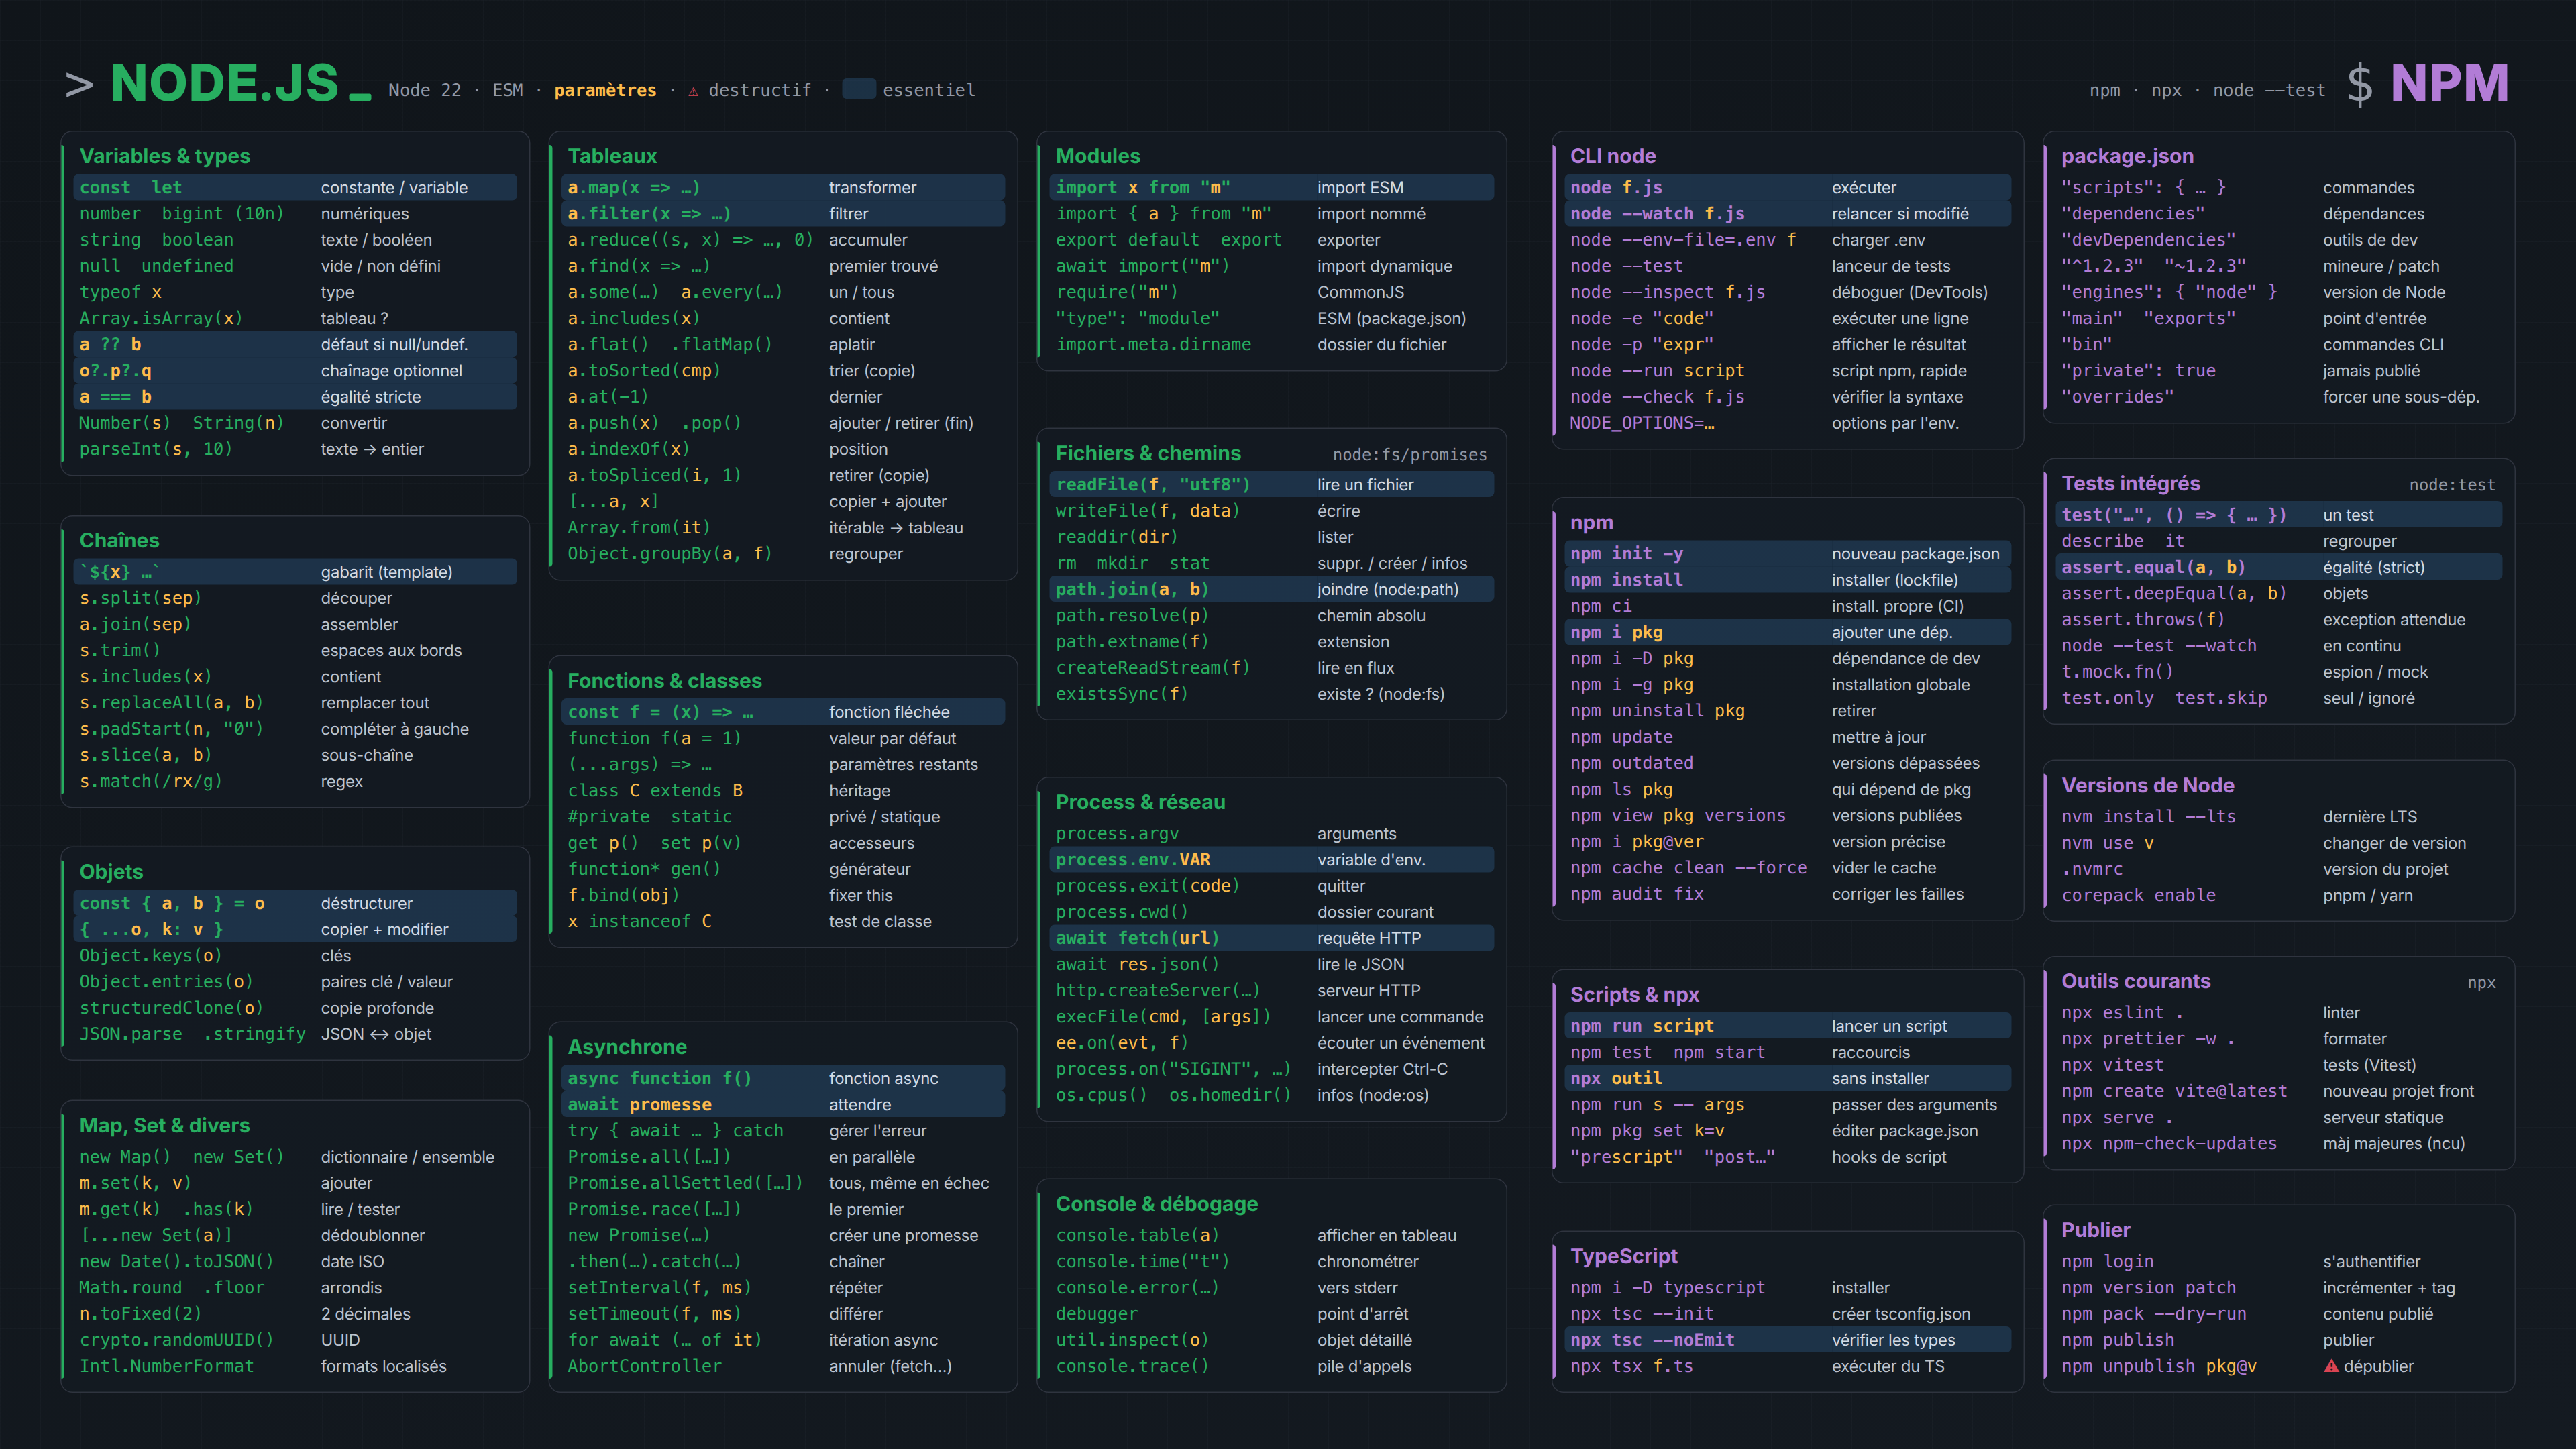 > NODE.JS_ Node 22 · ESM · paramètres · ⚠ destructif · essentiel
npm · npx · node --test $ NPM
Variables & types
const let constante / variable
number bigint (10n) numériques
string boolean texte / booléen
null undefined vide / non défini
typeof x type
Array.isArray(x) tableau ?
a ?? b défaut si null/undef.
o?.p?.q chaînage optionnel
a === b égalité stricte
Number(s) String(n) convertir
parseInt(s, 10) texte → entier
Chaînes
`${x} …` gabarit (template)
s.split(sep) découper
a.join(sep) assembler
s.trim() espaces aux bords
s.includes(x) contient
s.replaceAll(a, b) remplacer tout
s.padStart(n, "0") compléter à gauche
s.slice(a, b) sous-chaîne
s.match(/rx/g) regex
Objets
const { a, b } = o déstructurer
{ ...o, k: v } copier + modifier
Object.keys(o) clés
Object.entries(o) paires clé / valeur
structuredClone(o) copie profonde
JSON.parse .stringify JSON ↔ objet
Map, Set & divers
new Map() new Set() dictionnaire / ensemble
m.set(k, v) ajouter
m.get(k) .has(k) lire / tester
[...new Set(a)] dédoublonner
new Date().toJSON() date ISO
Math.round .floor arrondis
n.toFixed(2) 2 décimales
crypto.randomUUID() UUID
Intl.NumberFormat formats localisés
Tableaux
a.map(x => …) transformer
a.filter(x => …) filtrer
a.reduce((s, x) => …, 0) accumuler
a.find(x => …) premier trouvé
a.some(…) a.every(…) un / tous
a.includes(x) contient
a.flat() .flatMap() aplatir
a.toSorted(cmp) trier (copie)
a.at(-1) dernier
a.push(x) .pop() ajouter / retirer (fin)
a.indexOf(x) position
a.toSpliced(i, 1) retirer (copie)
[...a, x] copier + ajouter
Array.from(it) itérable → tableau
Object.groupBy(a, f) regrouper
Fonctions & classes
const f = (x) => … fonction fléchée
function f(a = 1) valeur par défaut
(...args) => … paramètres restants
class C extends B héritage
#private static privé / statique
get p() set p(v) accesseurs
function* gen() générateur
f.bind(obj) fixer this
x instanceof C test de classe
Asynchrone
async function f() fonction async
await promesse attendre
try { await … } catch gérer l'erreur
Promise.all([…]) en parallèle
Promise.allSettled([…]) tous, même en échec
Promise.race([…]) le premier
new Promise(…) créer une promesse
.then(…).catch(…) chaîner
setInterval(f, ms) répéter
setTimeout(f, ms) différer
for await (… of it) itération async
AbortController annuler (fetch…)
Modules
import x from "m" import ESM
import { a } from "m" import nommé
export default export exporter
await import("m") import dynamique
require("m") CommonJS
"type": "module" ESM (package.json)
import.meta.dirname dossier du fichier
Fichiers & chemins node:fs/promises
readFile(f, "utf8") lire un fichier
writeFile(f, data) écrire
readdir(dir) lister
rm mkdir stat suppr. / créer / infos
path.join(a, b) joindre (node:path)
path.resolve(p) chemin absolu
path.extname(f) extension
createReadStream(f) lire en flux
existsSync(f) existe ? (node:fs)
Process & réseau
process.argv arguments
process.env.VAR variable d'env.
process.exit(code) quitter
process.cwd() dossier courant
await fetch(url) requête HTTP
await res.json() lire le JSON
http.createServer(…) serveur HTTP
execFile(cmd, [args]) lancer une commande
ee.on(evt, f) écouter un événement
process.on("SIGINT", …) intercepter Ctrl-C
os.cpus() os.homedir() infos (node:os)
Console & débogage
console.table(a) afficher en tableau
console.time("t") chronométrer
console.error(…) vers stderr
debugger point d'arrêt
util.inspect(o) objet détaillé
console.trace() pile d'appels
CLI node
node f.js exécuter
node --watch f.js relancer si modifié
node --env-file=.env f charger .env
node --test lanceur de tests
node --inspect f.js déboguer (DevTools)
node -e "code" exécuter une ligne
node -p "expr" afficher le résultat
node --run script script npm, rapide
node --check f.js vérifier la syntaxe
NODE_OPTIONS=… options par l'env.
npm
npm init -y nouveau package.json
npm install installer (lockfile)
npm ci install. propre (CI)
npm i pkg ajouter une dép.
npm i -D pkg dépendance de dev
npm i -g pkg installation globale
npm uninstall pkg retirer
npm update mettre à jour
npm outdated versions dépassées
npm ls pkg qui dépend de pkg
npm view pkg versions versions publiées
npm i pkg@ver version précise
npm cache clean --force vider le cache
npm audit fix corriger les failles
Scripts & npx
npm run script lancer un script
npm test npm start raccourcis
npx outil sans installer
npm run s -- args passer des arguments
npm pkg set k=v éditer package.json
"prescript" "post…" hooks de script
TypeScript
npm i -D typescript installer
npx tsc --init créer tsconfig.json
npx tsc --noEmit vérifier les types
npx tsx f.ts exécuter du TS
package.json
"scripts": { … } commandes
"dependencies" dépendances
"devDependencies" outils de dev
"^1.2.3" "~1.2.3" mineure / patch
"engines": { "node" } version de Node
"main" "exports" point d'entrée
"bin" commandes CLI
"private": true jamais publié
"overrides" forcer une sous-dép.
Tests intégrés node:test
test("…", () => { … }) un test
describe it regrouper
assert.equal(a, b) égalité (strict)
assert.deepEqual(a, b) objets
assert.throws(f) exception attendue
node --test --watch en continu
t.mock.fn() espion / mock
test.only test.skip seul / ignoré
Versions de Node
nvm install --lts dernière LTS
nvm use v changer de version
.nvmrc version du projet
corepack enable pnpm / yarn
Outils courants npx
npx eslint . linter
npx prettier -w . formater
npx vitest tests (Vitest)
npm create vite@latest nouveau projet front
npx serve . serveur statique
npx npm-check-updates màj majeures (ncu)
Publier
npm login s'authentifier
npm version patch incrémenter + tag
npm pack --dry-run contenu publié
npm publish publier
npm unpublish pkg@v ⚠ dépublier